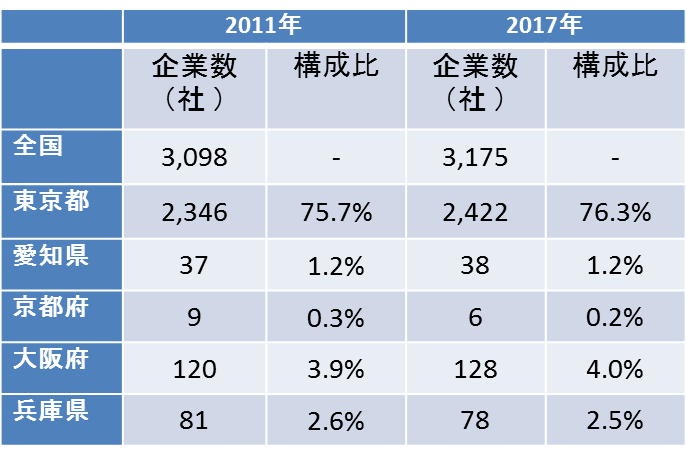 2011年 2017年
企業数 構成比 企業数 構成比
（社 ） （社 ）
全国 3,098 - 3,175 -
東京都 2,346 75.7% 2,422 76.3%
愛知県 37 1.2% 38 1.2%
京都府 9 0.3% 6 0.2%
大阪府 120 3.9% 128 4.0%
兵庫県 81 2.6% 78 2.5%